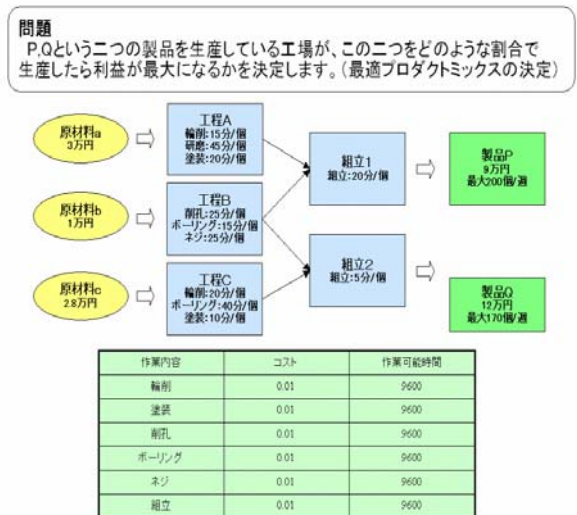 問題
P,Qという二つの製品を生産している工場が、この二つをどのような割合で
生産したら利益が最大になるかを決定します。（最適プロダクトミックスの決定）
原材料a
3万円
工程A
輪削:15分/個
研磨:45分/個
塗装:20分/個
組立1
組立:20分/個
製品P
9万円
最大200個/週
原材料b
1万円
工程B
削孔:25分/個
ボーリング:15分/個
ネジ:25分/個
原材料c
2.8万円
工程C
輪削:20分/個
ボーリング:40分/個
塗装:10分/個
組立2
組立:5分/個
製品Q
12万円
最大170個/週
作業内容 コスト 作業可能時間
輪削 0.01 9600
塗装 0.01 9600
削孔 0.01 9600
ボーリング 0.01 9600
ネジ 0.01 9600
組立 0.01 9600